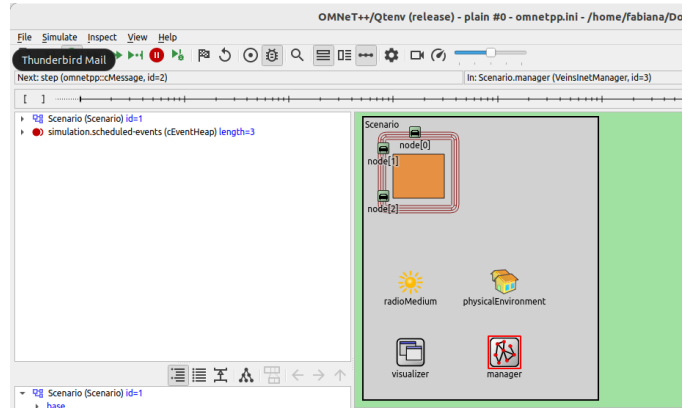 OMNeT++/Qtenv (release) - plain #0 - omnetpp.ini - /home/fabiana/Do
File Simulate Inspect View Help
Thunderbird Mail
Next: step (omnetpp::cMessage, id=2)
In: Scenario.manager (VeinsInetManager, id=3)
[ ]
Scenario (Scenario) id=1
simulation.scheduled-events (cEventHeap) length=3
Scenario
node[0]
node[1]
node[2]
radioMedium
physicalEnvironment
visualizer
manager
Scenario (Scenario) id=1
base